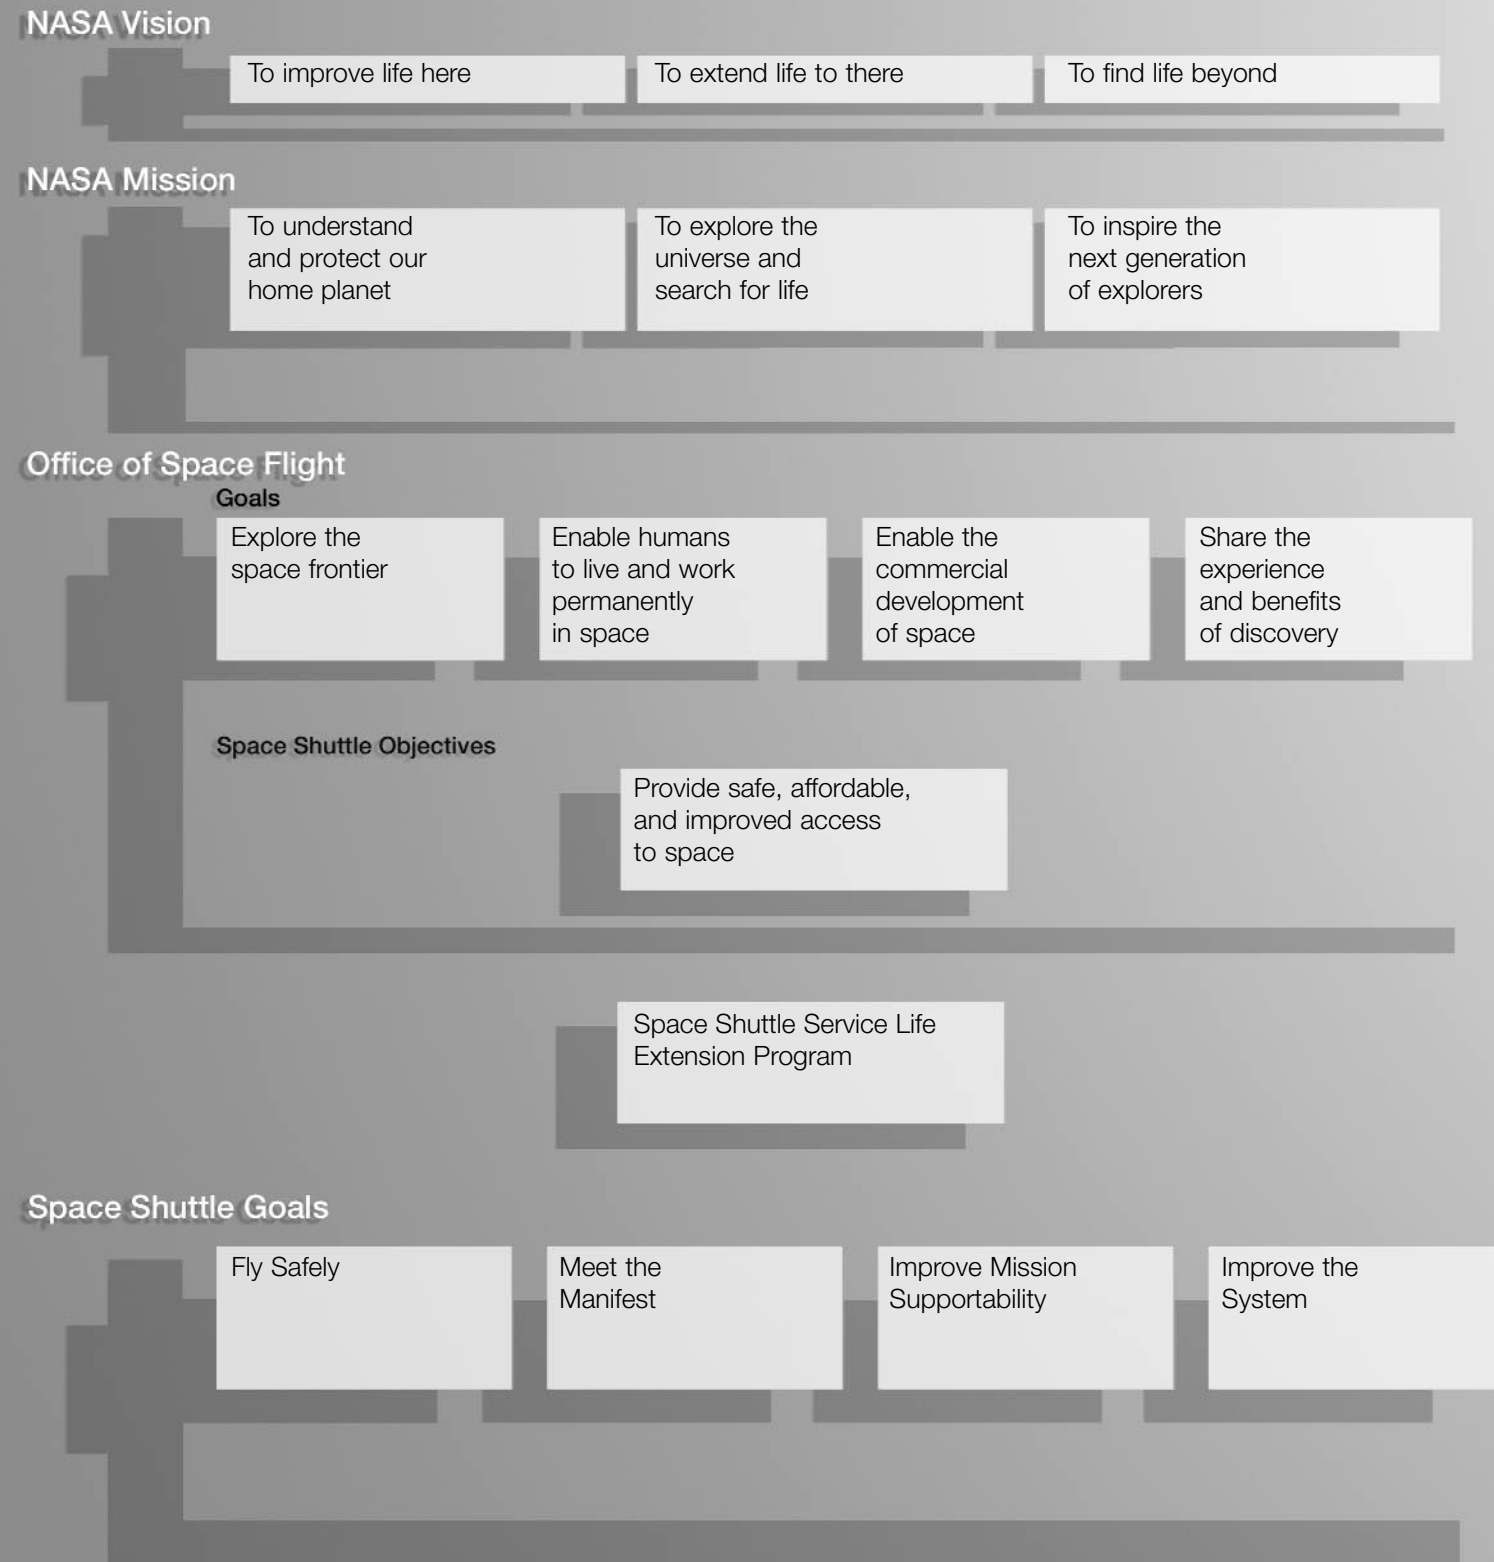 NASA Vision
To improve life here
To extend life to there
To find life beyond
NASA Mission
To understand
and protect our
home planet
To explore the
universe and
search for life
To inspire the
next generation
of explorers
Office of Space Flight
Goals
Explore the
space frontier
Enable humans
to live and work
permanently
in space
Enable the
commercial
development
of space
Share the
experience
and benefits
of discovery
Space Shuttle Objectives
Provide safe, affordable,
and improved access
to space
Space Shuttle Service Life
Extension Program
Space Shuttle Goals
Fly Safely
Meet the
Manifest
Improve Mission
Supportability
Improve the
System